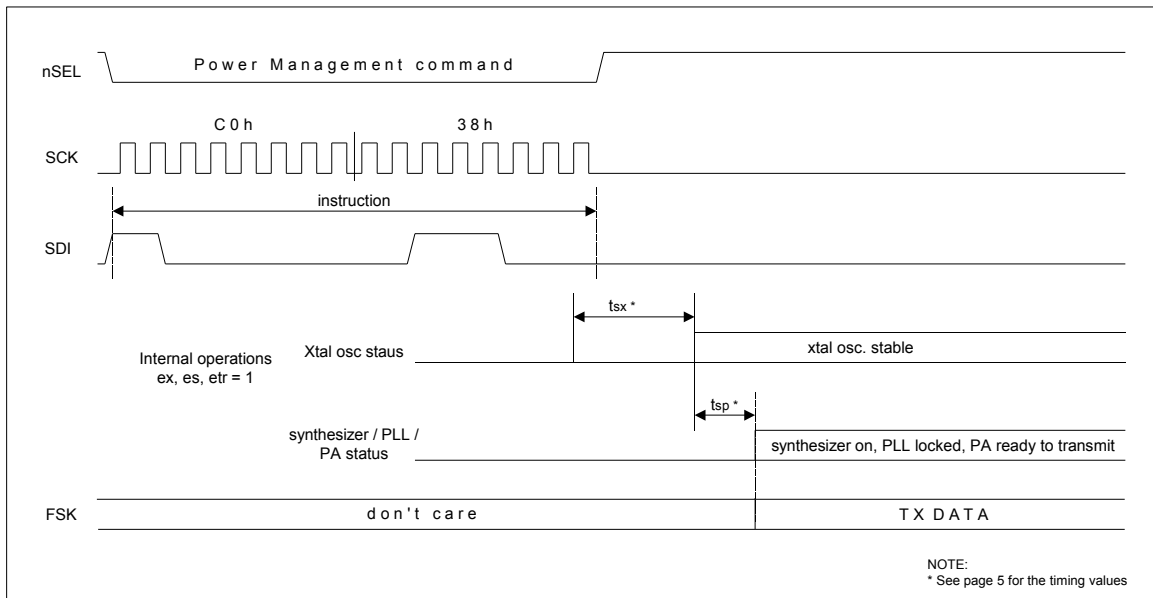 nSEL
Power Management command
C0h
38h
SCK
instruction
SDI
tsx *
Internal operations
ex, es, etr = 1
Xtal osc staus
xtal osc. stable
tsp *
synthesizer / PLL /
PA status
synthesizer on, PLL locked, PA ready to transmit
FSK
don't care
TX DATA
NOTE:
* See page 5 for the timing values